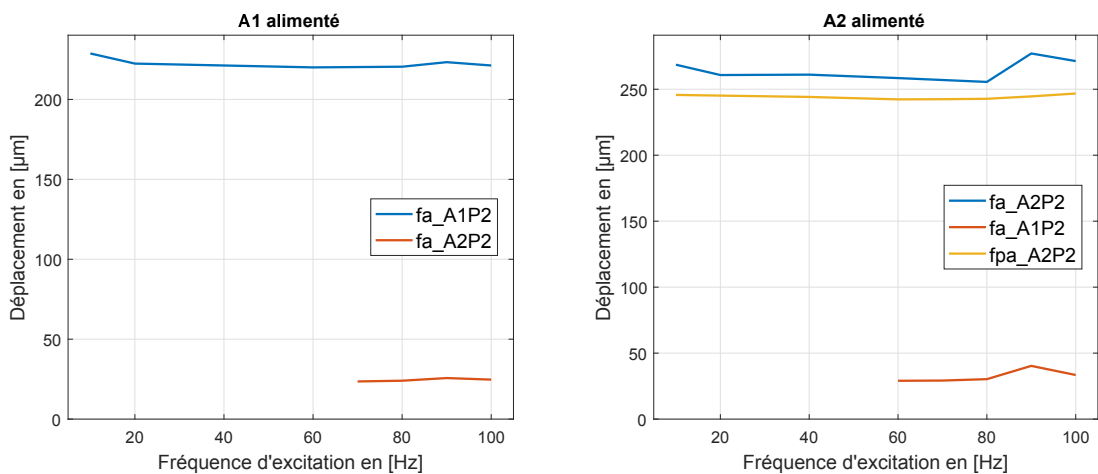 A1 alimenté
200
150
100
50
0
Déplacement en [µm]
fa_A1P2
fa_A2P2
20 40 60 80 100
Fréquence d'excitation en [Hz]
A2 alimenté
250
200
150
100
50
0
Déplacement en [µm]
fa_A2P2
fa_A1P2
fpa_A2P2
20 40 60 80 100
Fréquence d'excitation en [Hz]